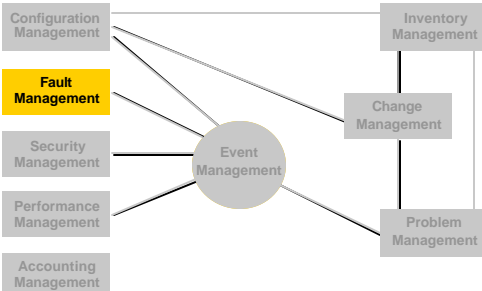 Configuration
Management
Inventory
Management
Fault
Management
Change
Management
Security
Management
Event
Management
Performance
Management
Problem
Management
Accounting
Management